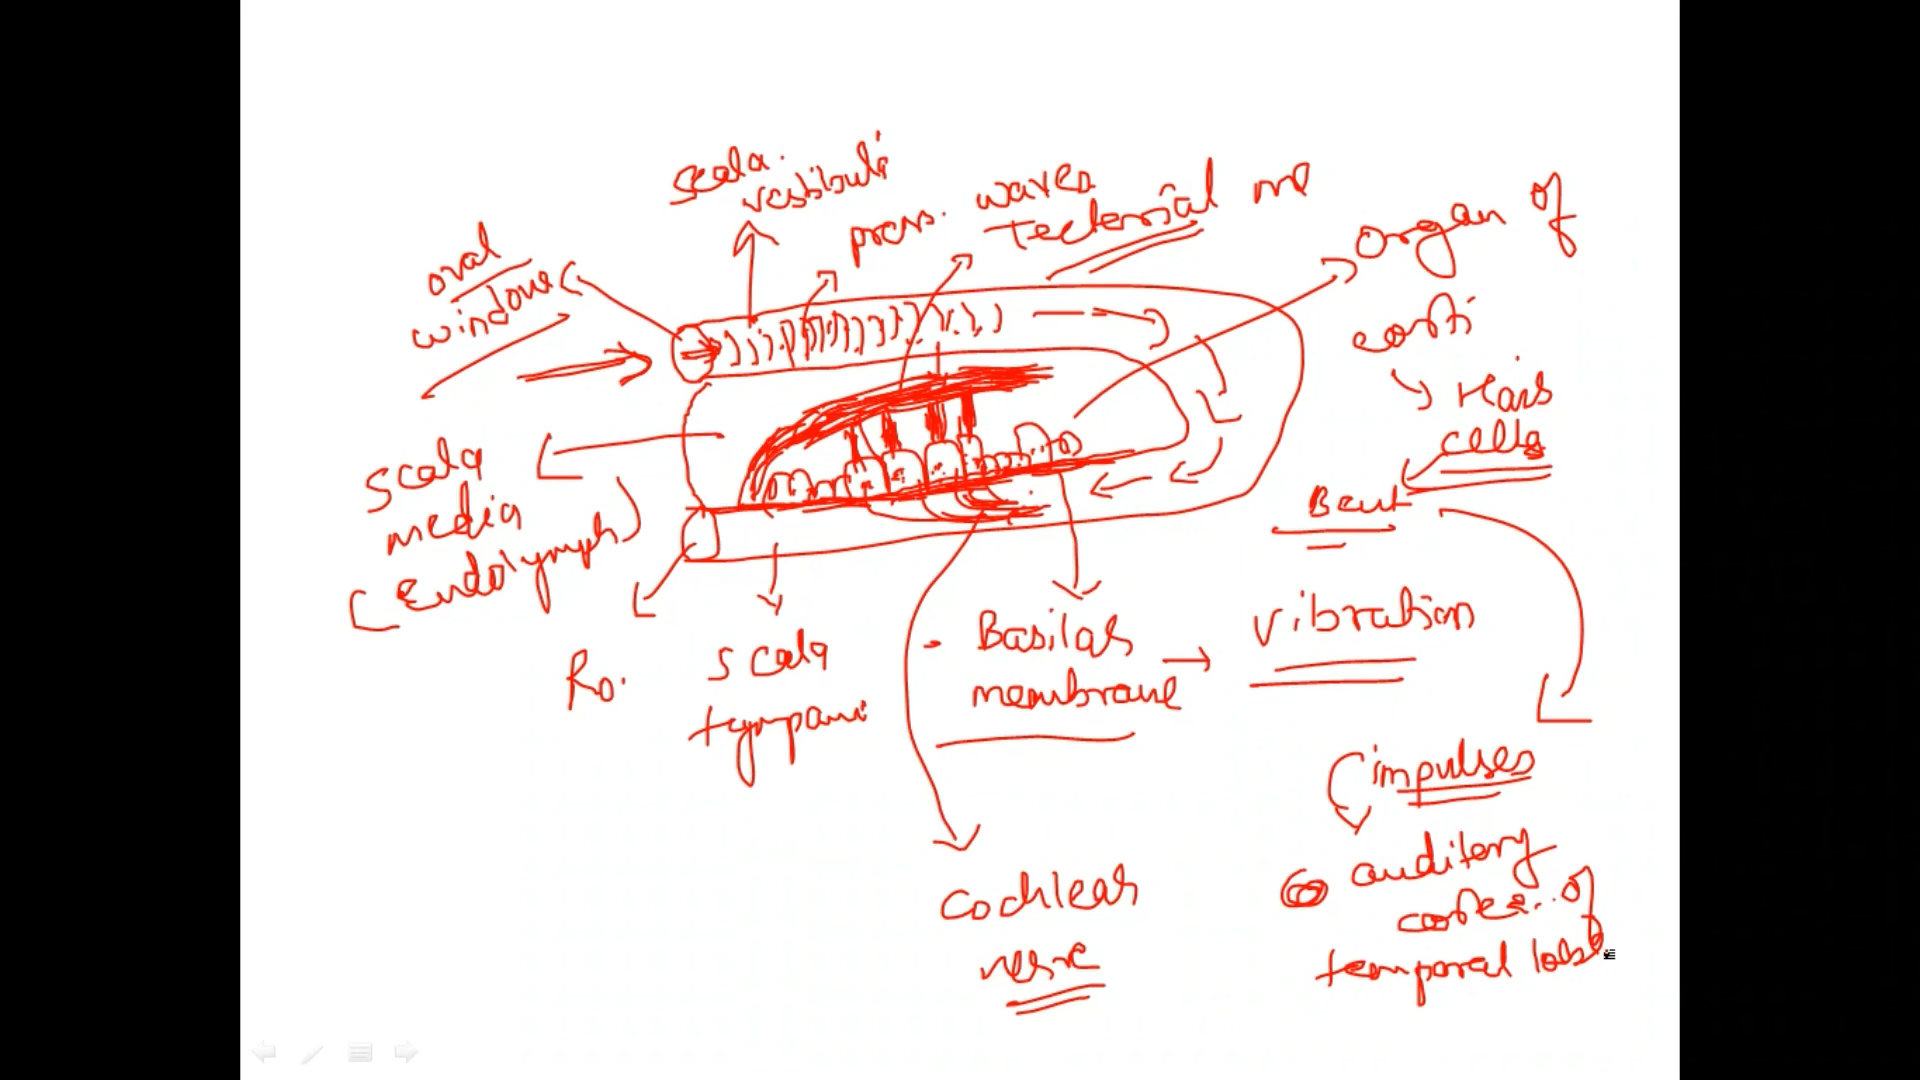 scala
vestibuli
press. waves
Tectorial me
Organ of
corti
Hair
cells
Bent
oval
window
scala
media
(Endolymph)
Ro.
scala
tympani
Basilar
membrane
vibration
impulses
auditory
cortex of
temporal lobe
Cochlear
nerve